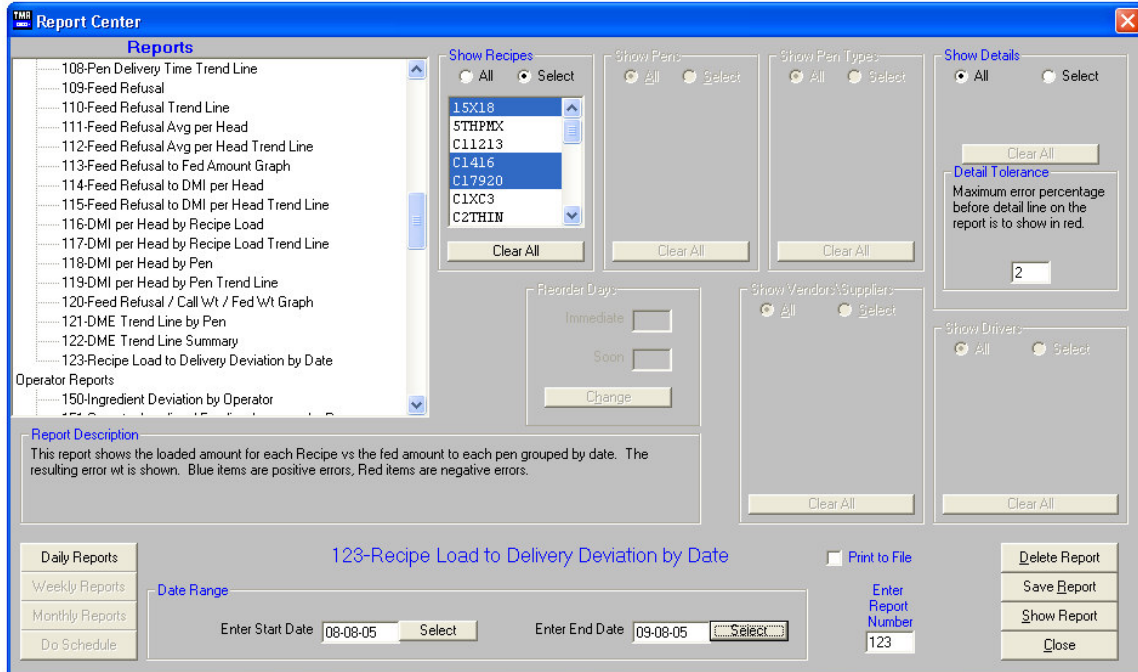 TMR
Report Center
Reports
108-Pen Delivery Time Trend Line
109-Feed Refusal
110-Feed Refusal Trend Line
111-Feed Refusal Avg per Head
112-Feed Refusal Avg per Head Trend Line
113-Feed Refusal to Fed Amount Graph
114-Feed Refusal to DMI per Head
115-Feed Refusal to DMI per Head Trend Line
116-DMI per Head by Recipe Load
117-DMI per Head by Recipe Load Trend Line
118-DMI per Head by Pen
119-DMI per Head by Pen Trend Line
120-Feed Refusal / Call Wt / Fed Wt Graph
121-DME Trend Line by Pen
122-DME Trend Line Summary
123-Recipe Load to Delivery Deviation by Date
Operator Reports
150-Ingredient Deviation by Operator
Show Recipes
All Select
15X18
5THPMX
C11213
C1416
C17920
C1XC3
C2THIN
Clear All
Show Pens
All Select
Clear All
Show Pen Types
All Select
Clear All
Show Details
All Select
Clear All
Detail Tolerance
Maximum error percentage
before detail line on the
report is to show in red.
2
Reorder Days
Immediate
Soon
Change
Show Vendors\Suppliers
All Select
Clear All
Show Drivers
All Select
Clear All
Report Description
This report shows the loaded amount for each Recipe vs the fed amount to each pen grouped by date. The
resulting error wt is shown. Blue items are positive errors, Red items are negative errors.
Daily Reports
Weekly Reports
Monthly Reports
Do Schedule
123-Recipe Load to Delivery Deviation by Date
Print to File
Date Range
Enter Start Date 08-08-05 Select
Enter End Date 09-08-05 Select
Enter
Report
Number
123
Delete Report
Save Report
Show Report
Close